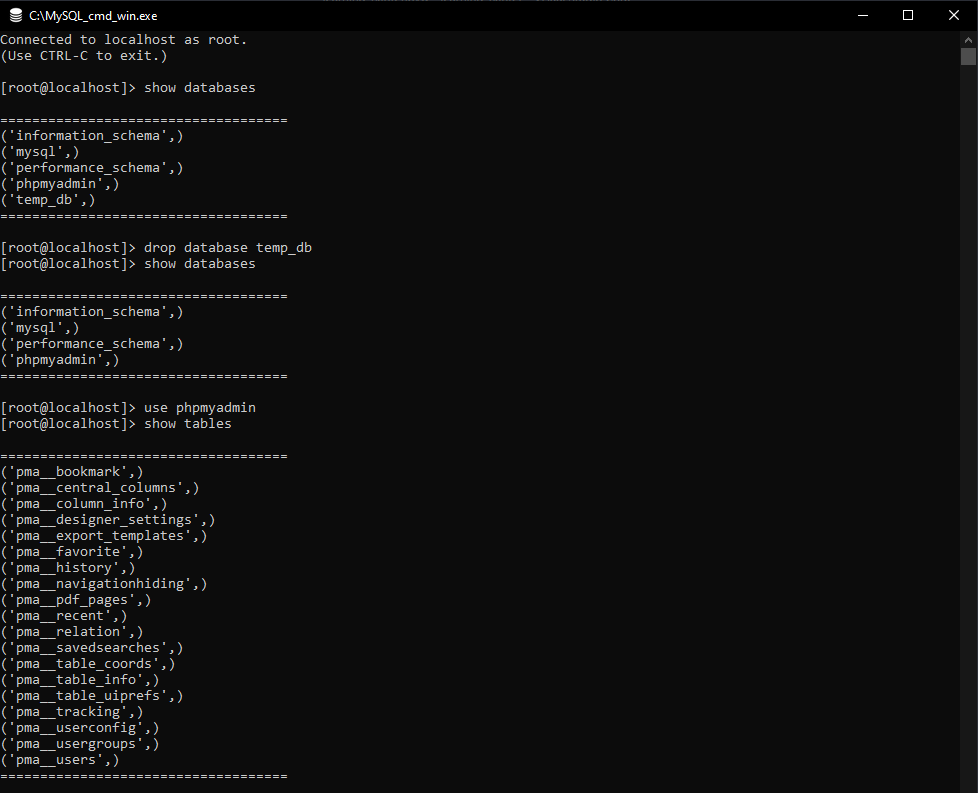 C:\MySQL_cmd_win.exe
Connected to localhost as root.
(Use CTRL-C to exit.)
[root@localhost]> show databases
====================================
('information_schema',)
('mysql',)
('performance_schema',)
('phpmyadmin',)
('temp_db',)
====================================
[root@localhost]> drop database temp_db
[root@localhost]> show databases
====================================
('information_schema',)
('mysql',)
('performance_schema',)
('phpmyadmin',)
====================================
[root@localhost]> use phpmyadmin
[root@localhost]> show tables
====================================
('pma__bookmark',)
('pma__central_columns',)
('pma__column_info',)
('pma__designer_settings',)
('pma__export_templates',)
('pma__favorite',)
('pma__history',)
('pma__navigationhiding',)
('pma__pdf_pages',)
('pma__recent',)
('pma__relation',)
('pma__savedsearches',)
('pma__table_coords',)
('pma__table_info',)
('pma__table_uiprefs',)
('pma__tracking',)
('pma__userconfig',)
('pma__usergroups',)
('pma__users',)
====================================